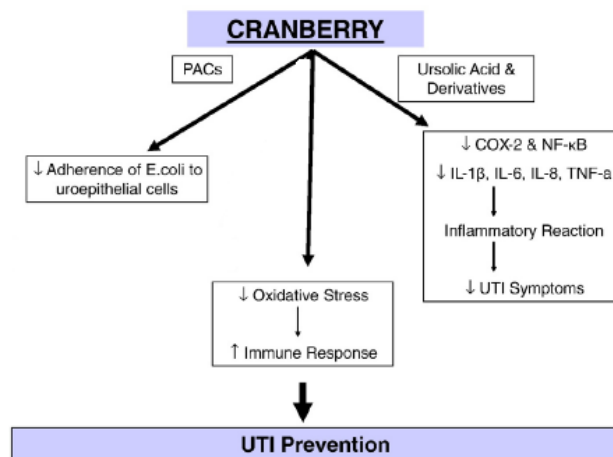 CRANBERRY
PACs
Ursolic Acid &
Derivatives
↓ Adherence of E.coli to
uroepithelial cells
↓ COX-2 & NF-κB
↓ IL-1β, IL-6, IL-8, TNF-a
Inflammatory Reaction
↓ UTI Symptoms
↓ Oxidative Stress
↑ Immune Response
UTI Prevention